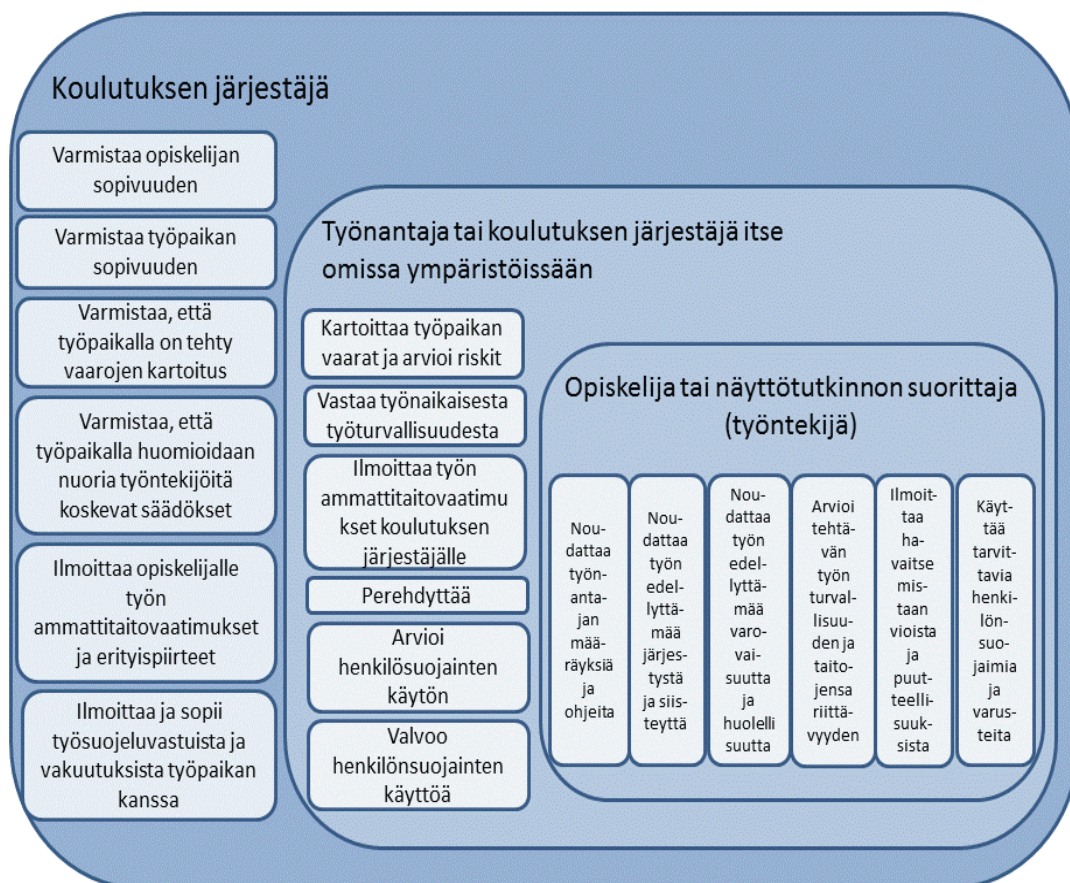 Koulutuksen järjestäjä
Varmistaa opiskelijan
sopivuuden
Varmistaa työpaikan
sopivuuden
Varmistaa, että
työpaikalla on tehty
vaarojen kartoitus
Varmistaa, että
työpaikalla huomioidaan
nuoria työntekijöitä
koskevat säädökset
Ilmoittaa opiskelijalle
työn
ammattitaitovaatimukset
ja erityispiirteet
Ilmoittaa ja sopii
työsuojeluvastuista ja
vakuutuksista työpaikan
kanssa
Työnantaja tai koulutuksen järjestäjä itse
omissa ympäristöissään
Kartoittaa työpaikan
vaarat ja arvioi riskit
Vastaa työnaikaisesta
työturvallisuudesta
Ilmoittaa työn
ammattitaitovaatimu
kset koulutuksen
järjestäjälle
Perehdyttää
Arvioi
henkilösuojainten
käytön
Valvoo
henkilönsuojainten
käyttöä
Opiskelija tai näyttötutkinnon suorittaja
(työntekijä)
Nou-
dattaa
työn-
anta-
jan
mää-
räyksiä
ja
ohjeita
Nou-
dattaa
työn
edel-
lyttä-
mää
järjes-
tystä
ja siis-
teyttä
Nou-
dattaa
työn
edel-
lyttä-
mää
varo-
vai-
suutta
ja
huolelli
suutta
Arvioi
tehtä-
vän
työn
turval-
lisuu-
den ja
taito-
jensa
riittä-
vyyden
Ilmoit-
taa
ha-
vaitse
mis-
taan
vioista
ja
puut-
teelli-
suuk-
sista
Käyt-
tää
tarvit-
tavia
henki-
lön-
suo-
jaimia
ja
varus-
teita